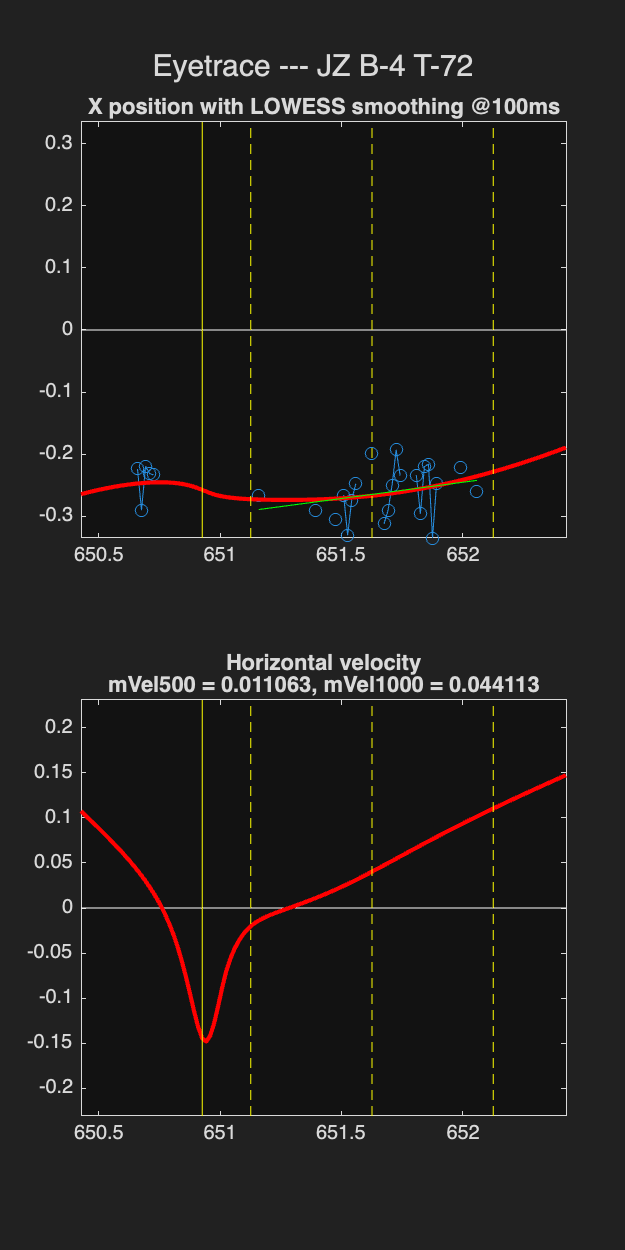 Eyetrace --- JZ B-4 T-72
X position with LOWESS smoothing @100ms
0.3
0.2
0.1
0
-0.1
-0.2
-0.3
650.5 651 651.5 652
Horizontal velocity
mVel500 = 0.011063, mVel1000 = 0.044113
0.2
0.15
0.1
0.05
0
-0.05
-0.1
-0.15
-0.2
650.5 651 651.5 652